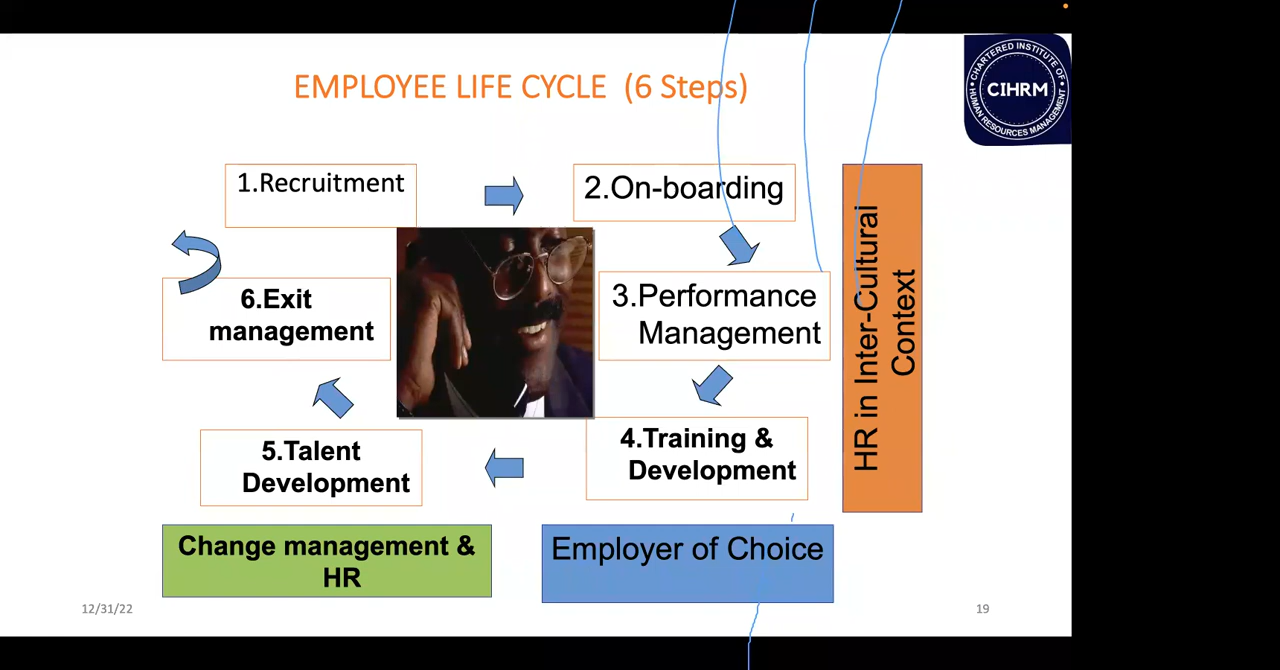 EMPLOYEE LIFE CYCLE (6 Steps)
CHARTERED INSTITUTE OF
CIHRM
HUMAN RESOURCES MANAGEMENT
1.Recruitment
2.On-boarding
3.Performance
Management
4.Training &
Development
5.Talent
Development
6.Exit
management
HR in Inter-Cultural
Context
Change management &
HR
Employer of Choice
12/31/22
19